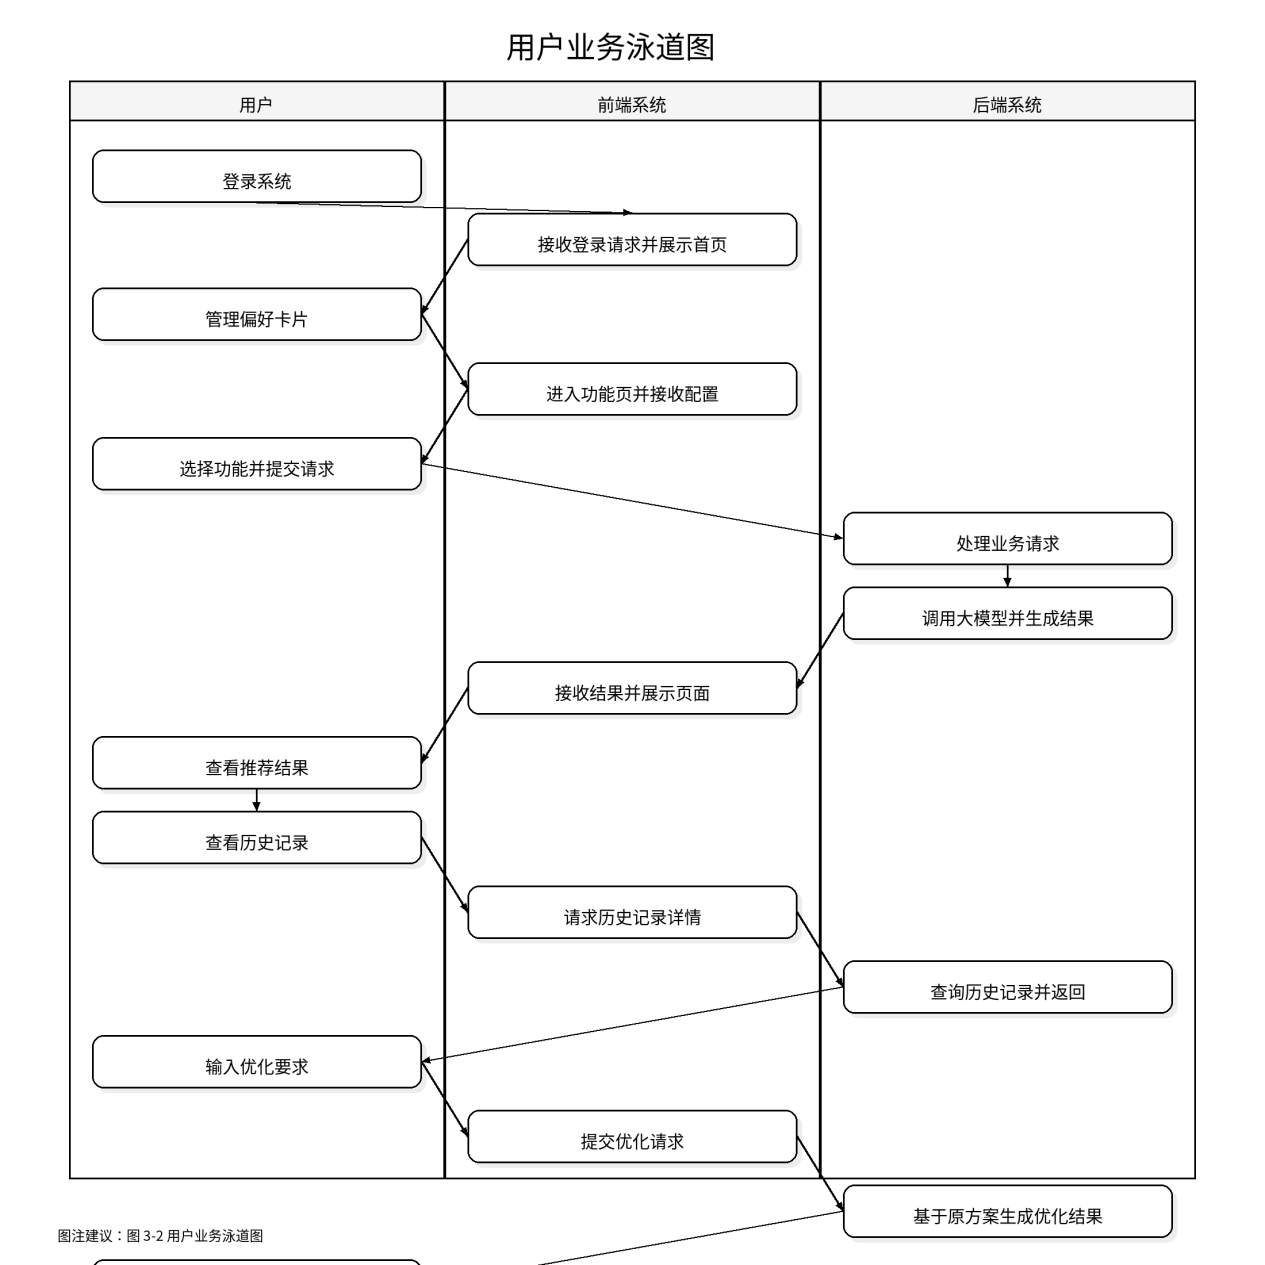 用户业务泳道图
用户
前端系统
后端系统
登录系统
接收登录请求并展示首页
管理偏好卡片
进入功能页并接收配置
选择功能并提交请求
处理业务请求
调用大模型并生成结果
接收结果并展示页面
查看推荐结果
查看历史记录
请求历史记录详情
查询历史记录并返回
输入优化要求
提交优化请求
基于原方案生成优化结果
图注建议：图 3-2 用户业务泳道图